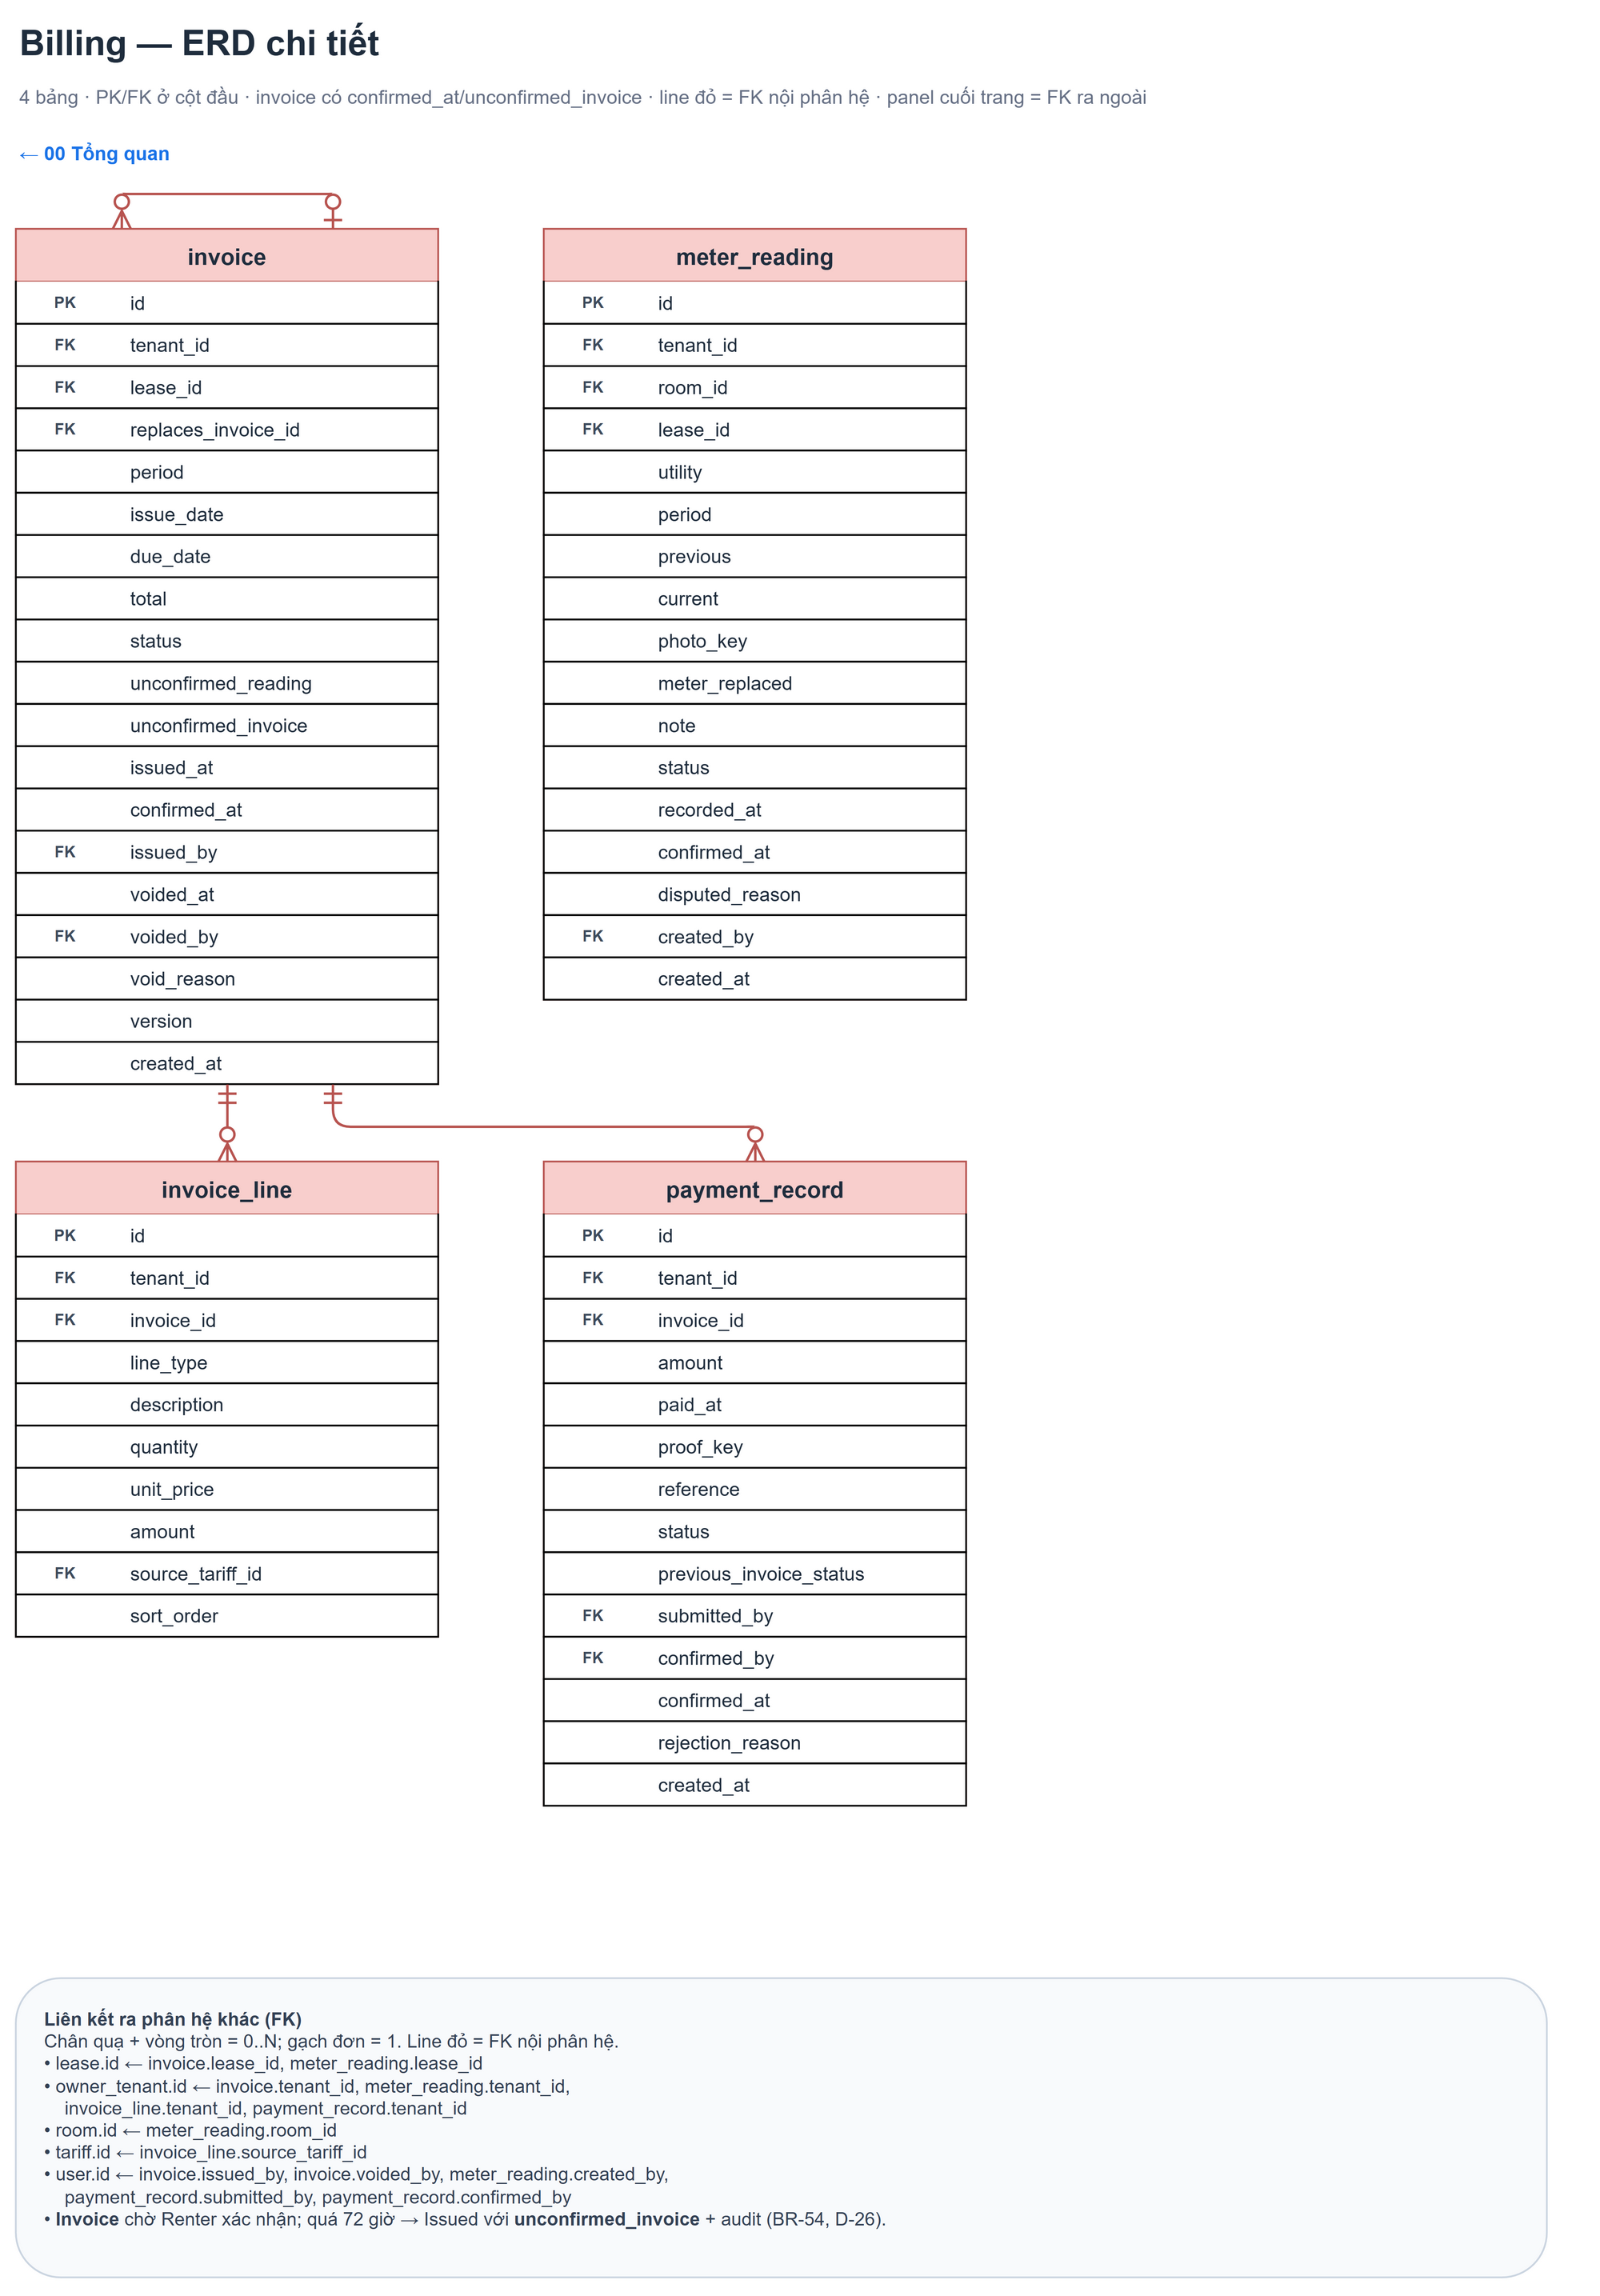 Billing — ERD chi tiết
4 bảng · PK/FK ở cột đầu · invoice có confirmed_at/unconfirmed_invoice · line đỏ = FK nội phân hệ · panel cuối trang = FK ra ngoài
← 00 Tổng quan
invoice
PK id
FK tenant_id
FK lease_id
FK replaces_invoice_id
period
issue_date
due_date
total
status
unconfirmed_reading
unconfirmed_invoice
issued_at
confirmed_at
FK issued_by
voided_at
FK voided_by
void_reason
version
created_at
meter_reading
PK id
FK tenant_id
FK room_id
FK lease_id
utility
period
previous
current
photo_key
meter_replaced
note
status
recorded_at
confirmed_at
disputed_reason
FK created_by
created_at
invoice_line
PK id
FK tenant_id
FK invoice_id
line_type
description
quantity
unit_price
amount
FK source_tariff_id
sort_order
payment_record
PK id
FK tenant_id
FK invoice_id
amount
paid_at
proof_key
reference
status
previous_invoice_status
FK submitted_by
FK confirmed_by
confirmed_at
rejection_reason
created_at
Liên kết ra phân hệ khác (FK)
Chân quạ + vòng tròn = 0..N; gạch đơn = 1. Line đỏ = FK nội phân hệ.
• lease.id ← invoice.lease_id, meter_reading.lease_id
• owner_tenant.id ← invoice.tenant_id, meter_reading.tenant_id,
invoice_line.tenant_id, payment_record.tenant_id
• room.id ← meter_reading.room_id
• tariff.id ← invoice_line.source_tariff_id
• user.id ← invoice.issued_by, invoice.voided_by, meter_reading.created_by,
payment_record.submitted_by, payment_record.confirmed_by
• Invoice chờ Renter xác nhận; quá 72 giờ → Issued với unconfirmed_invoice + audit (BR-54, D-26).